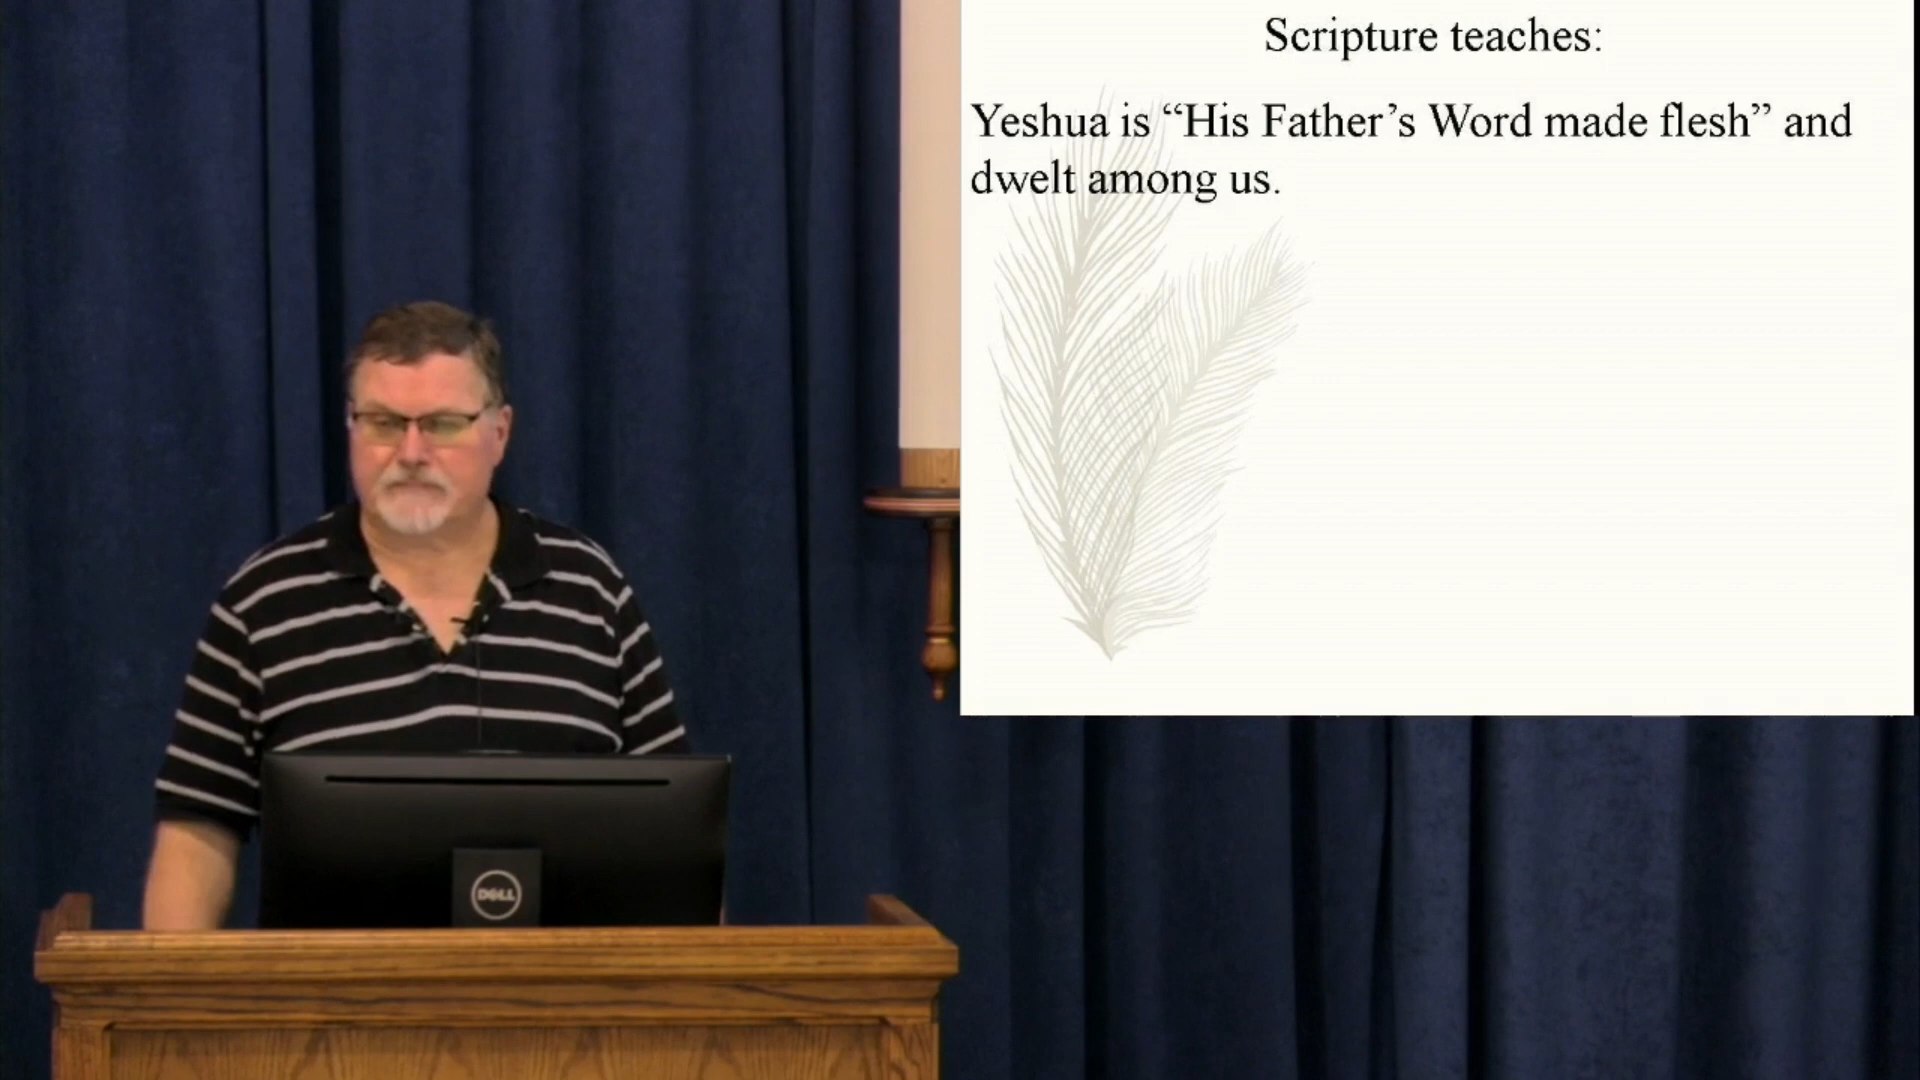 Scripture teaches:
Yeshua is “His Father’s Word made flesh” and
dwelt among us.
DELL